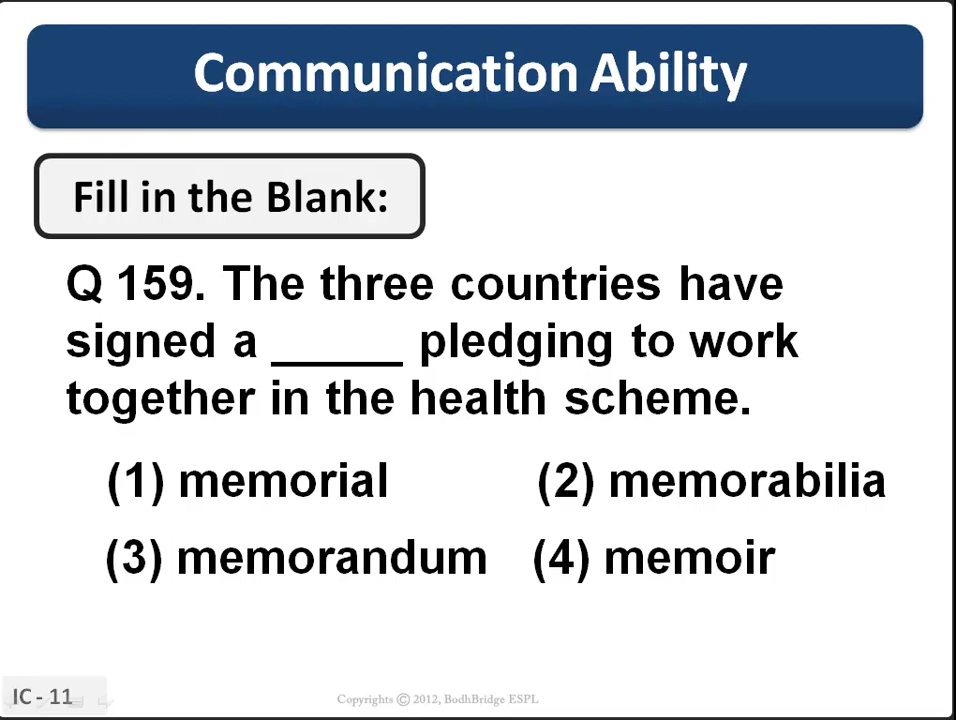 Communication Ability
Fill in the Blank:
Q 159. The three countries have
signed a _____ pledging to work
together in the health scheme.
(1) memorial (2) memorabilia
(3) memorandum (4) memoir
IC - 11
Copyrights © 2012, BodhBridge ESPL